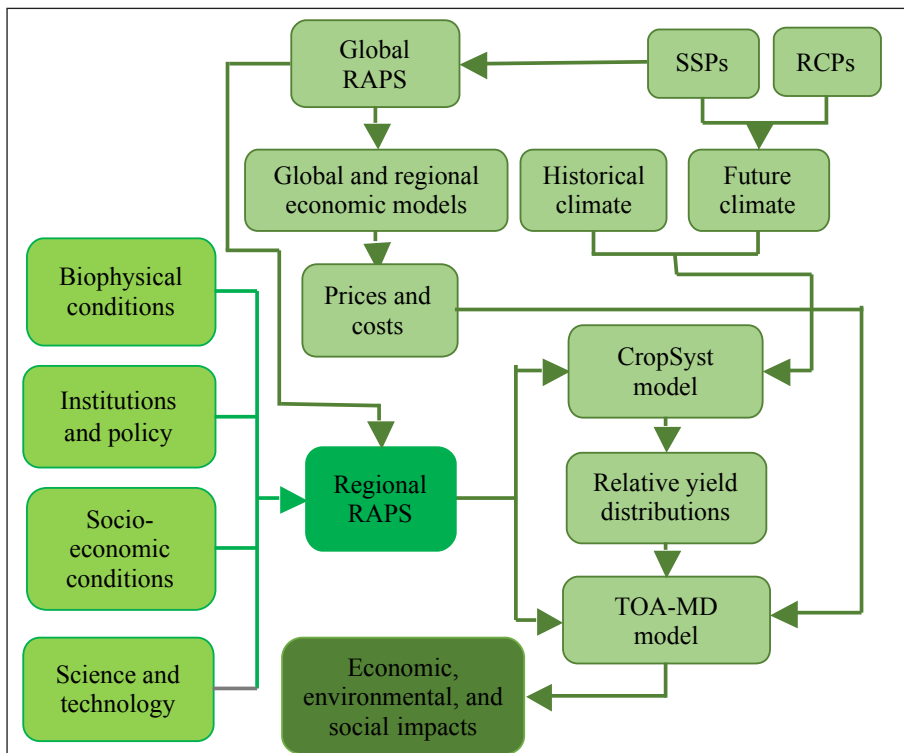 Global
RAPS
SSPs
RCPs
Global and regional
economic models
Historical
climate
Future
climate
Biophysical
conditions
Prices and
costs
CropSyst
model
Institutions
and policy
Regional
RAPS
Relative yield
distributions
Socio-
economic
conditions
TOA-MD
model
Science and
technology
Economic,
environmental, and
social impacts